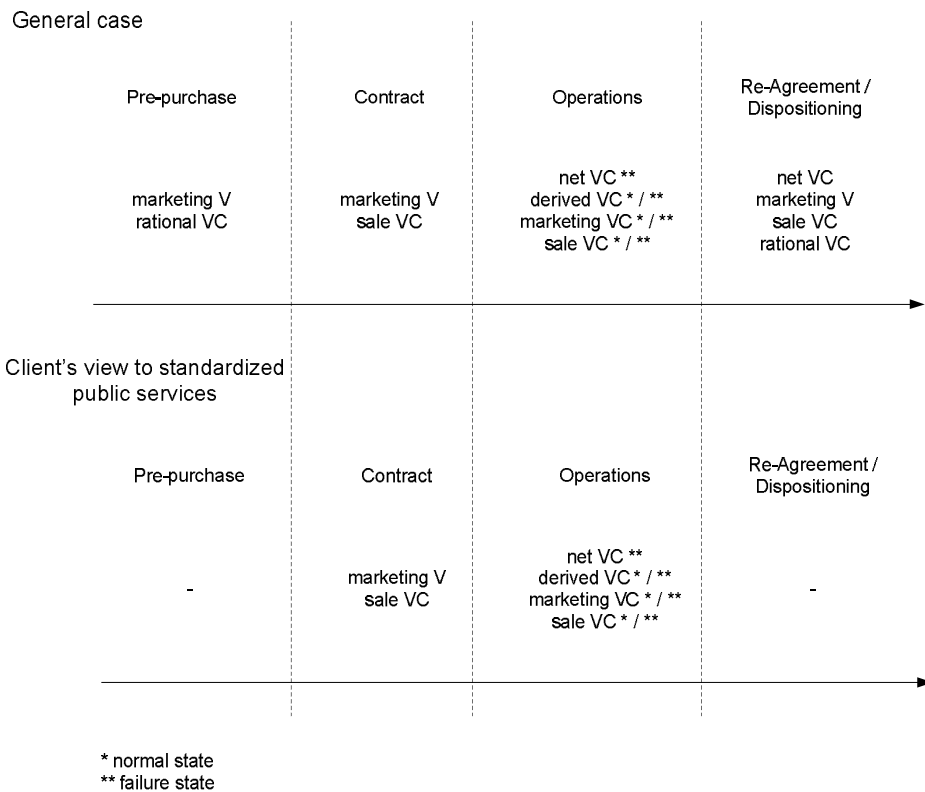 General case
Pre-purchase
Contract
Operations
Re-Agreement /
Dispositioning
marketing V
rational VC
marketing V
sale VC
net VC **
derived VC * / **
marketing VC * / **
sale VC * / **
net VC
marketing V
sale VC
rational VC
Client's view to standardized
public services
Pre-purchase
Contract
Operations
Re-Agreement /
Dispositioning
-
marketing V
sale VC
net VC **
derived VC * / **
marketing VC * / **
sale VC * / **
-
* normal state
** failure state